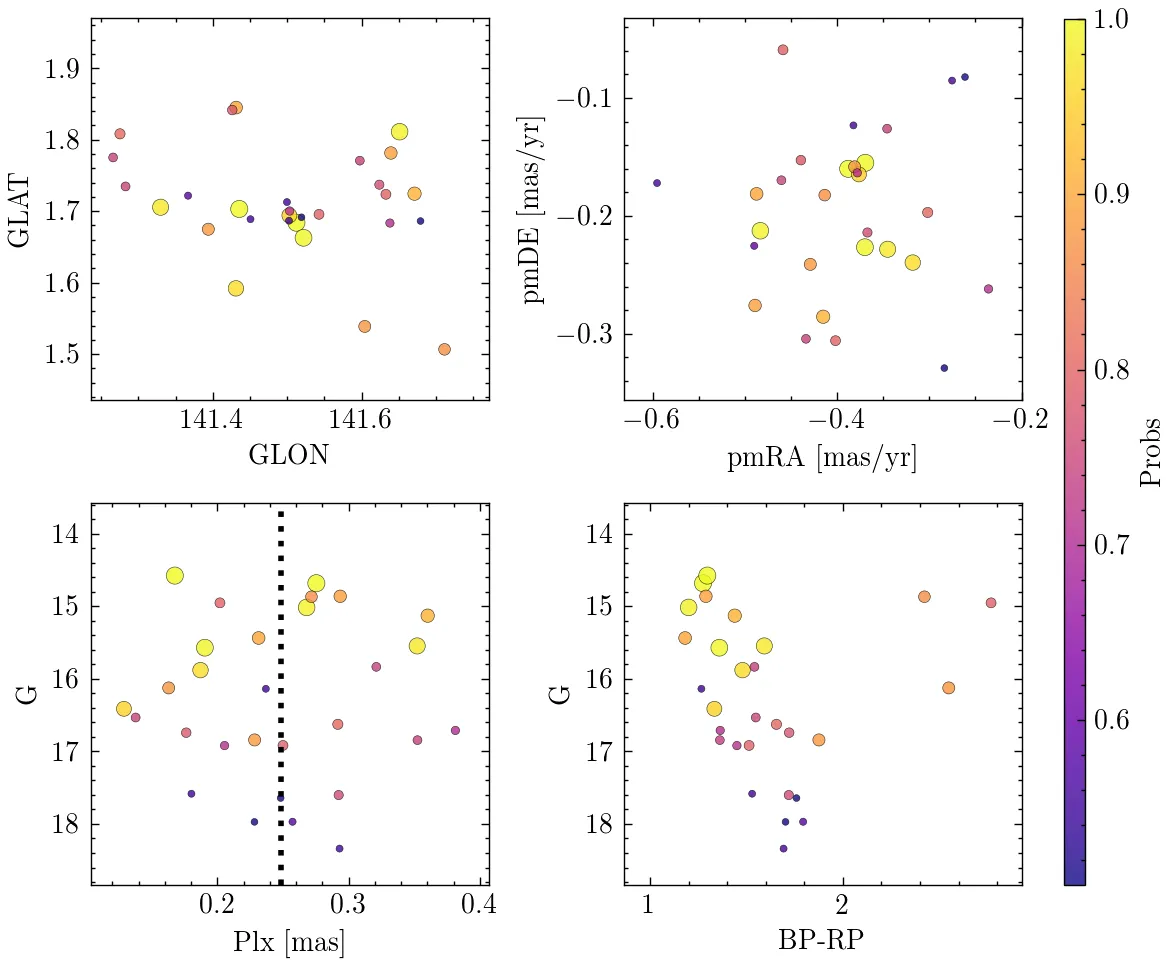 1.9
1.8
1.7
1.6
1.5
GLAT
141.4 141.6
GLON
−0.1
−0.2
−0.3
pmDE [mas/yr]
−0.6 −0.4 −0.2
pmRA [mas/yr]
14
15
16
17
18
G
0.2 0.3 0.4
Plx [mas]
14
15
16
17
18
G
1 2
BP-RP
1.0
0.9
0.8
0.7
0.6
Probs